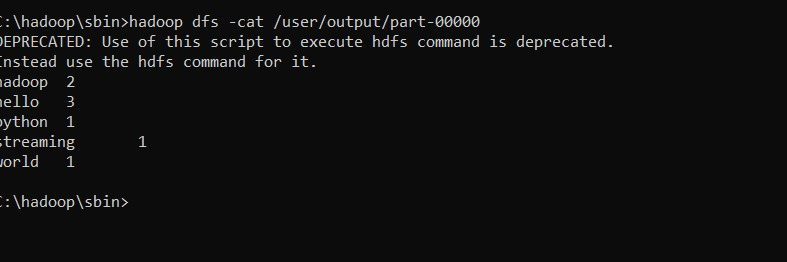 C:\hadoop\sbin>hadoop dfs -cat /user/output/part-00000
DEPRECATED: Use of this script to execute hdfs command is deprecated.
Instead use the hdfs command for it.
hadoop	2
hello	3
python	1
streaming	1
world	1
C:\hadoop\sbin>